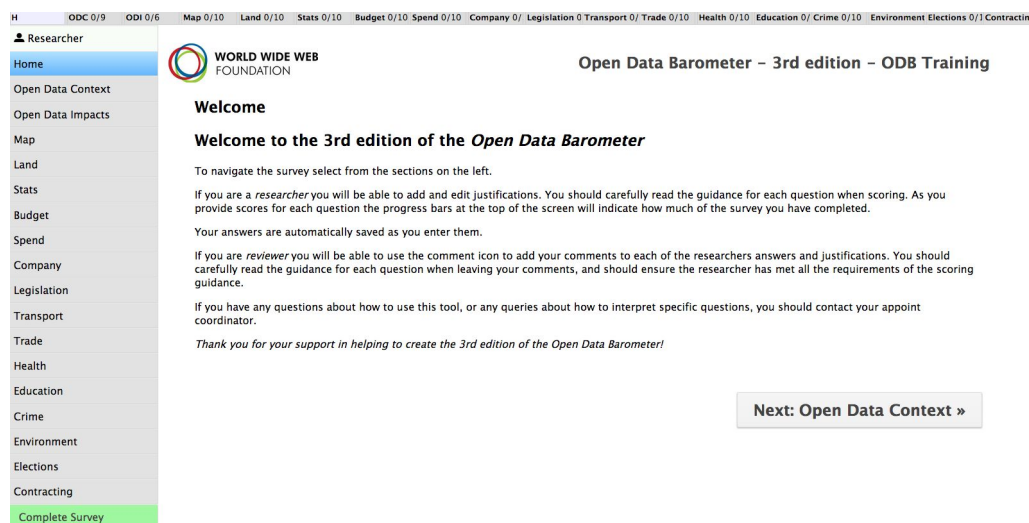 H ODC 0/9 ODI 0/6 Map 0/10 Land 0/10 Stats 0/10 Budget 0/10 Spend 0/10 Company 0/ Legislation 0 Transport 0/ Trade 0/10 Health 0/10 Education 0/ Crime 0/10 Environment Elections 0/1 Contractin
Researcher
Home
Open Data Context
Open Data Impacts
Map
Land
Stats
Budget
Spend
Company
Legislation
Transport
Trade
Health
Education
Crime
Environment
Elections
Contracting
Complete Survey
WORLD WIDE WEB
FOUNDATION
Open Data Barometer – 3rd edition – ODB Training
Welcome
Welcome to the 3rd edition of the Open Data Barometer
To navigate the survey select from the sections on the left.
If you are a researcher you will be able to add and edit justifications. You should carefully read the guidance for each question when scoring. As you
provide scores for each question the progress bars at the top of the screen will indicate how much of the survey you have completed.
Your answers are automatically saved as you enter them.
If you are reviewer you will be able to use the comment icon to add your comments to each of the researchers answers and justifications. You should
carefully read the guidance for each question when leaving your comments, and should ensure the researcher has met all the requirements of the scoring
guidance.
If you have any questions about how to use this tool, or any queries about how to interpret specific questions, you should contact your appoint
coordinator.
Thank you for your support in helping to create the 3rd edition of the Open Data Barometer!
Next: Open Data Context »